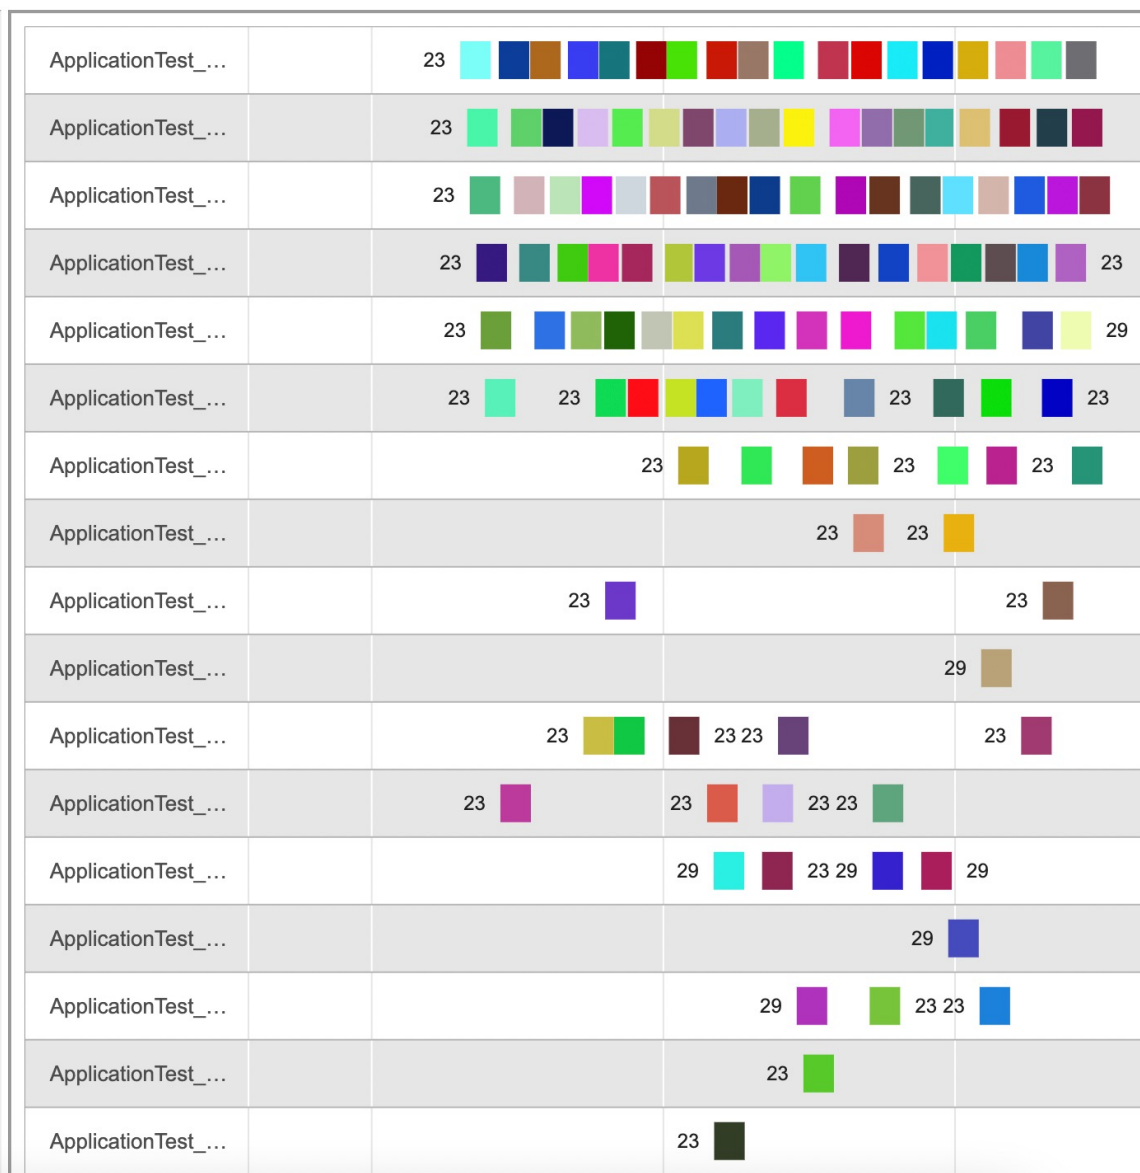 ApplicationTest_... 23
ApplicationTest_... 23
ApplicationTest_... 23
ApplicationTest_... 23 23
ApplicationTest_... 23 29
ApplicationTest_... 23 23 23 23
ApplicationTest_... 23 23 23
ApplicationTest_... 23 23
ApplicationTest_... 23 23
ApplicationTest_... 29
ApplicationTest_... 23 23 23 23
ApplicationTest_... 23 23 23 23
ApplicationTest_... 29 23 29 29
ApplicationTest_... 29
ApplicationTest_... 29 23 23
ApplicationTest_... 23
ApplicationTest_... 23